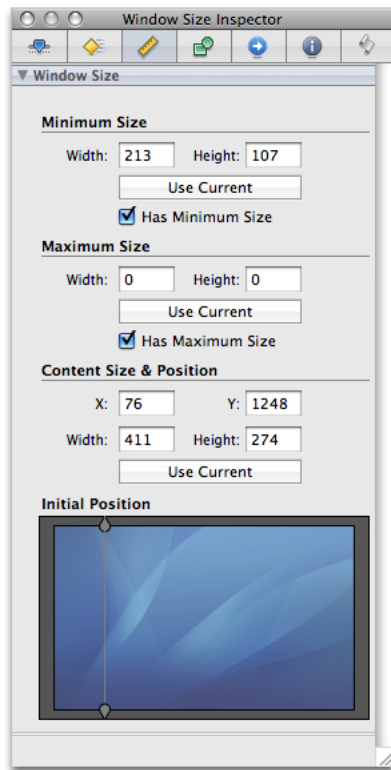 Window Size Inspector
Window Size
Minimum Size
Width: 213 Height: 107
Use Current
Has Minimum Size
Maximum Size
Width: 0 Height: 0
Use Current
Has Maximum Size
Content Size & Position
X: 76 Y: 1248
Width: 411 Height: 274
Use Current
Initial Position